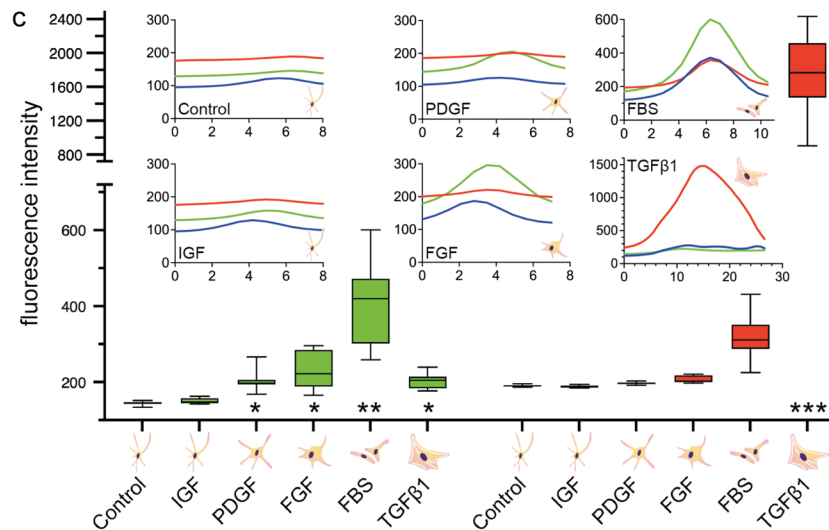 C
fluorescence intensity
2400
2000
1600
1200
800
600
400
200
300
200
100
0
0 2 4 6 8
Control
300
200
100
0
0 2 4 6 8
PDGF
600
400
200
0
0 2 4 6 8 10
FBS
300
200
100
0
0 2 4 6 8
IGF
300
200
100
0
0 2 4 6 8
FGF
1500
1000
500
0
0 10 20 30
TGFβ1
* * ** * ***
Control IGF PDGF FGF FBS TGFβ1 Control IGF PDGF FGF FBS TGFβ1